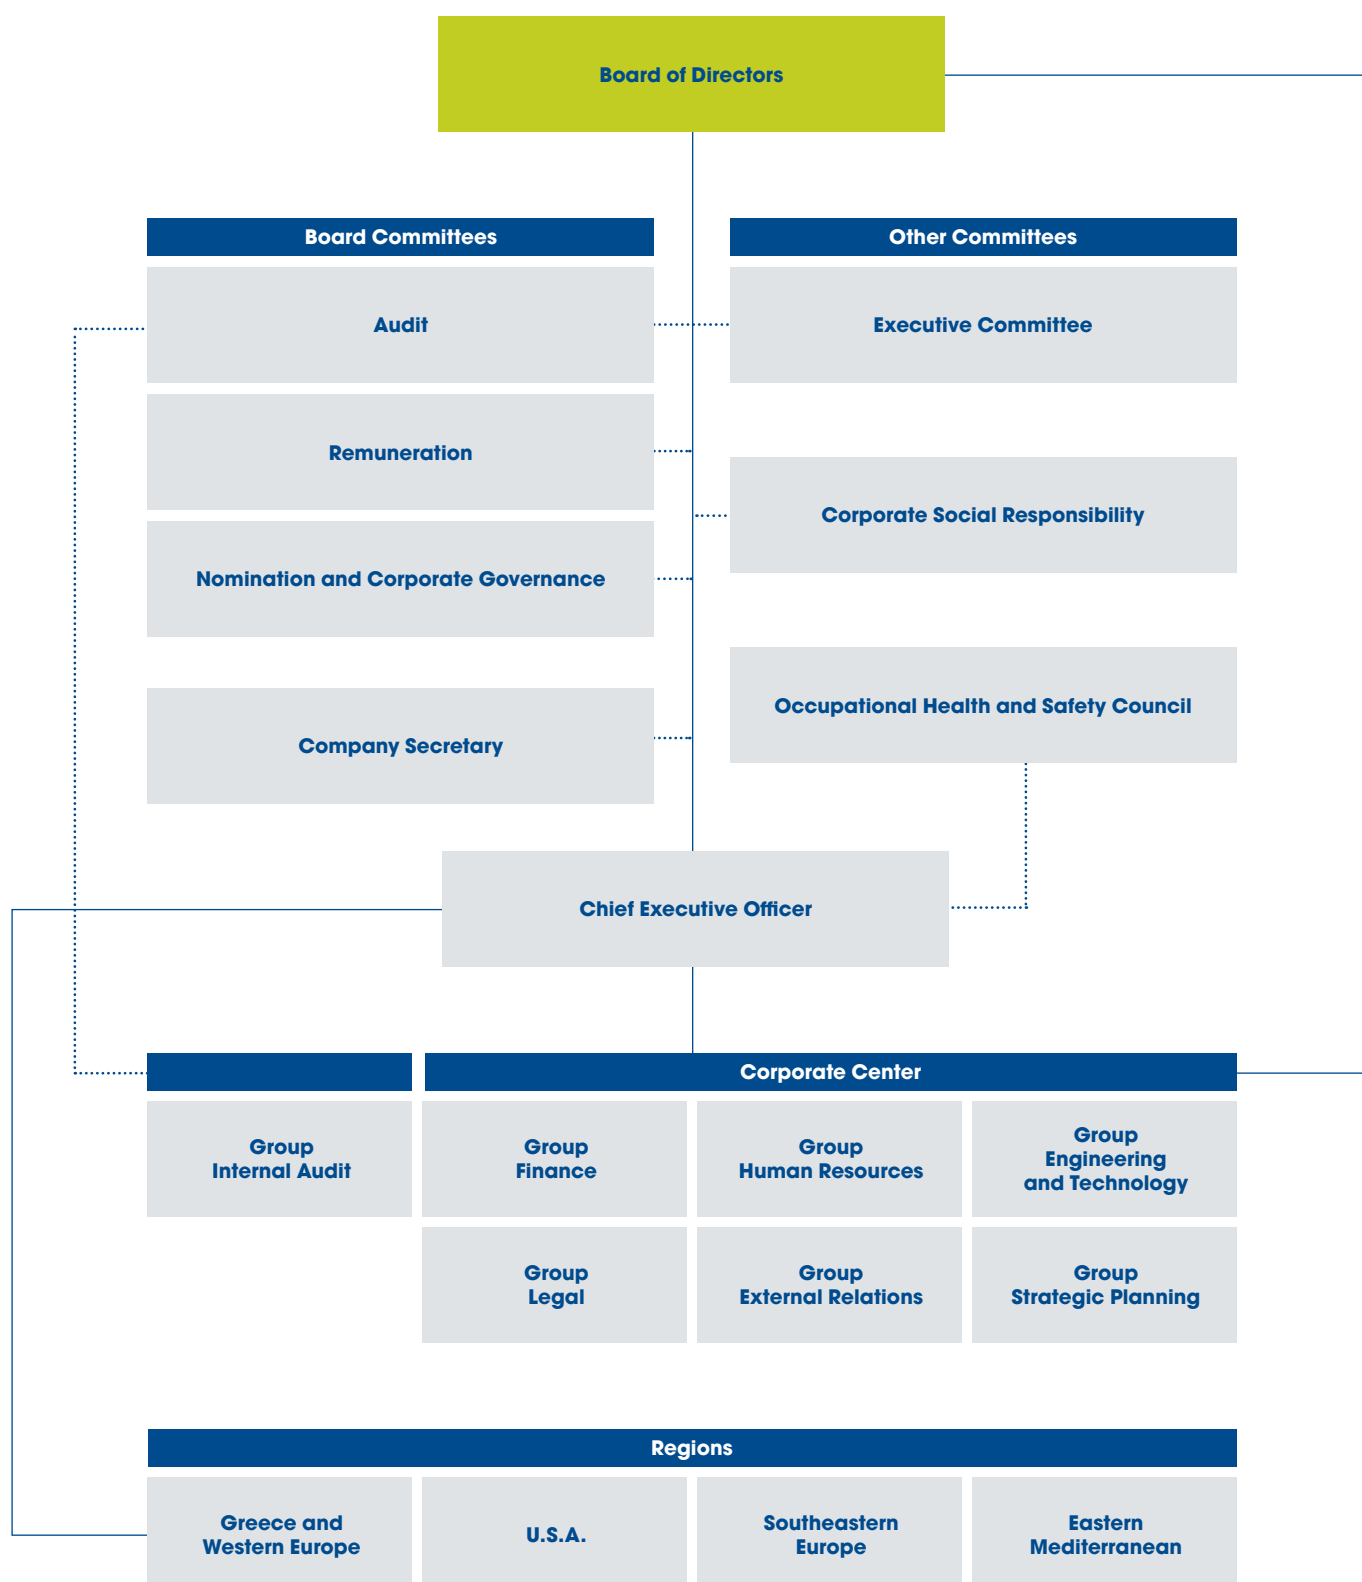 Board of Directors
Board Committees
Other Committees
Audit
Executive Committee
Remuneration
Corporate Social Responsibility
Nomination and Corporate Governance
Occupational Health and Safety Council
Company Secretary
Chief Executive Officer
Corporate Center
Group
Internal Audit
Group
Finance
Group
Human Resources
Group
Engineering
and Technology
Group
Legal
Group
External Relations
Group
Strategic Planning
Regions
Greece and
Western Europe
U.S.A.
Southeastern
Europe
Eastern
Mediterranean